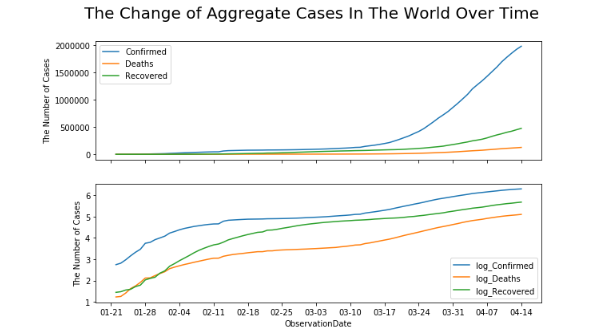 The Change of Aggregate Cases In The World Over Time
The Number of Cases
2000000
1500000
1000000
500000
0
Confirmed
Deaths
Recovered
The Number of Cases
6
5
4
3
2
1
log_Confirmed
log_Deaths
log_Recovered
01-21 01-28 02-04 02-11 02-18 02-25 03-03 03-10 03-17 03-24 03-31 04-07 04-14
ObservationDate